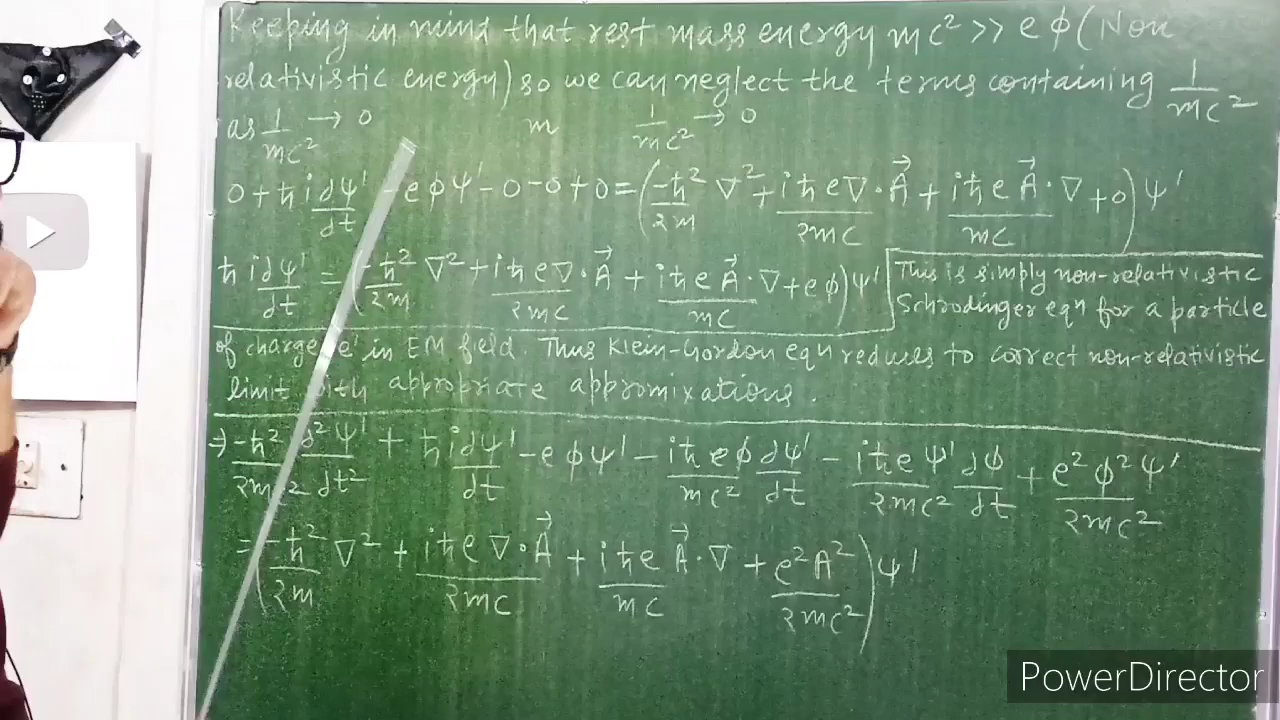 Keeping in mind that rest mass energy mc² >> eϕ (Non
relativistic energy) so we can neglect the terms containing 1/mc²
as 1/mc² → 0 m 1/mc² → 0
0 + ħi dψ'/dt - eϕψ' - 0 - 0 + 0 = (-ħ²/2m ∇² + iħe∇·A⃗/2mc + iħeA⃗/mc·∇ + 0)ψ'
ħi dψ'/dt = (-ħ²/2m ∇² + iħe∇·A⃗/2mc + iħeA⃗·∇/mc + eϕ)ψ' This is simply non-relativistic
Schrodinger eqn for a particle
of charge 'e' in EM field. Thus Klein-Gordon eqn reduces to correct non-relativistic
limit with appropriate appromixations.
⇒ -ħ²/2mc² d²ψ'/dt² + ħi dψ'/dt - eϕψ' - iħeϕ/mc² dψ'/dt - iħeψ'/2mc² dϕ/dt + e²ϕ²ψ'/2mc²
= (-ħ²/2m ∇² + iħe∇·A⃗/2mc + iħe/mc A⃗·∇ + e²A²/2mc²)ψ'
PowerDirector